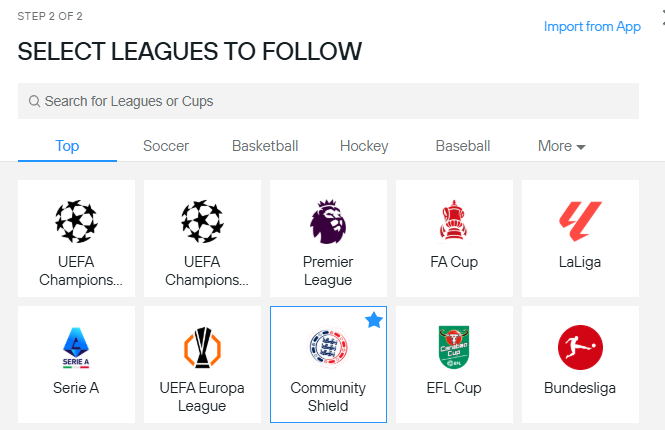 STEP 2 OF 2
Import from App
SELECT LEAGUES TO FOLLOW
Search for Leagues or Cups
Top
Soccer
Basketball
Hockey
Baseball
More
UEFA
Champions...
UEFA
Champions...
Premier
League
FA Cup
LaLiga
SERIE A
Serie A
UEFA Europa
League
Community
Shield
Carabao
Cup
EFL
EFL Cup
Bundesliga